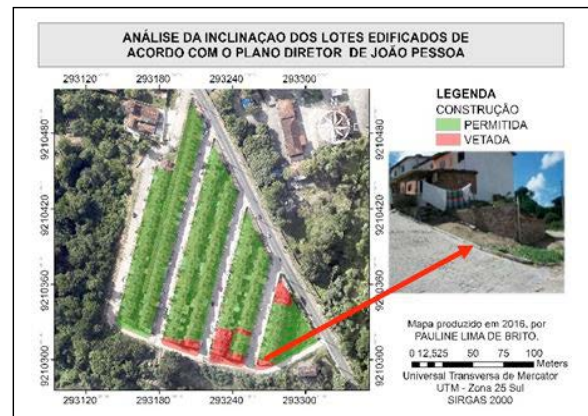 ANÁLISE DA INCLINAÇAO DOS LOTES EDIFICADOS DE
ACORDO COM O PLANO DIRETOR DE JOÃO PESSOA
293120 293180 293240 293300
LEGENDA
CONSTRUÇÃO
PERMITIDA
VETADA
9210480 9210480
9210420 9210420
9210360 9210360
9210300 9210300
293120 293180 293240 293300
Mapa produzido em 2016, por
PAULINE LIMA DE BRITO.
0 12,525 50 75 100
Meters
Universal Transversa de Mercator
UTM - Zona 25 Sul
SIRGAS 2000